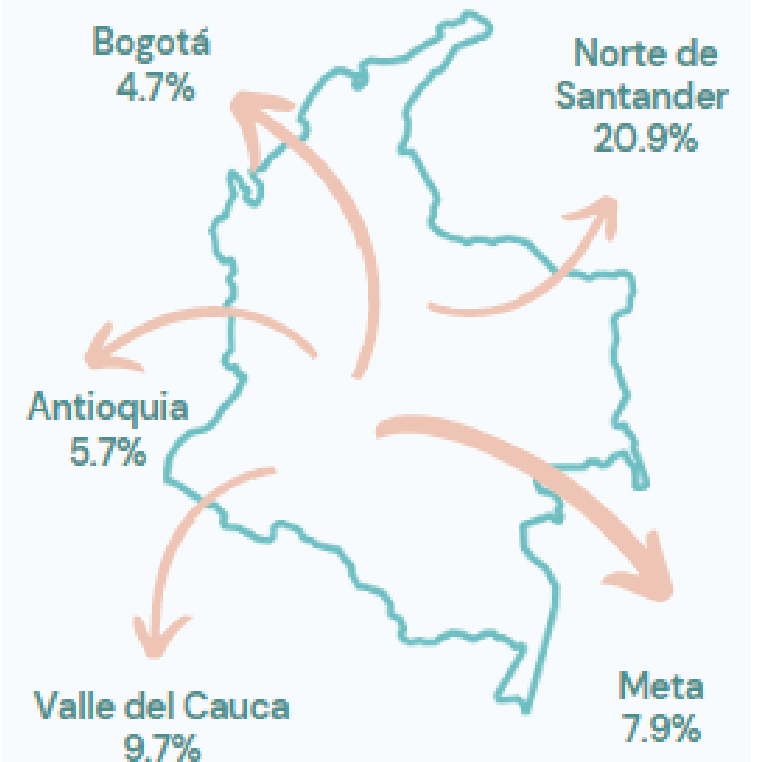 Bogotá
4.7%
Norte de
Santander
20.9%
Antioquia
5.7%
Valle del Cauca
9.7%
Meta
7.9%